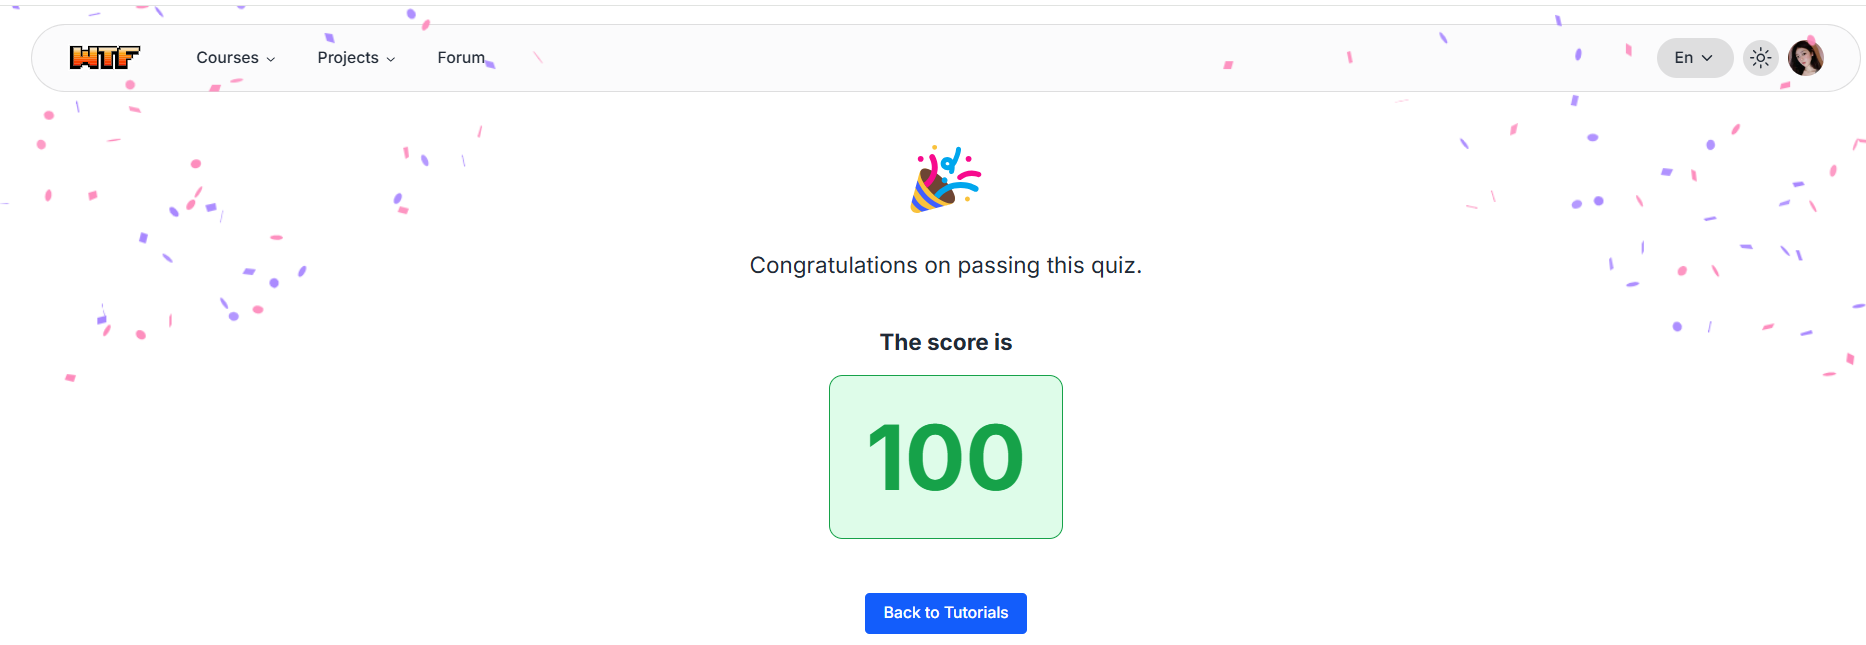 WTF Courses Projects Forum En
Congratulations on passing this quiz.
The score is
100
Back to Tutorials